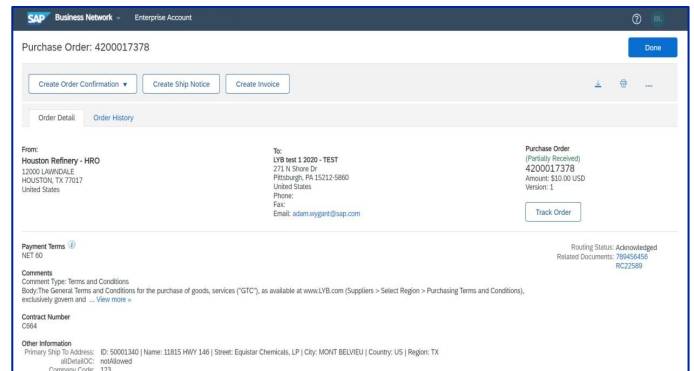 SAP Business Network - Enterprise Account
BL
Purchase Order: 4200017378
Done
Create Order Confirmation ▼ Create Ship Notice Create Invoice
...
Order Detail Order History
From:
Houston Refinery - HRO
12000 LAWNDALE
HOUSTON, TX 77017
United States
To:
LYB test 1 2020 - TEST
271 N Shore Dr
Pittsburgh, PA 15212-5860
United States
Phone:
Fax:
Email: adam.wygant@sap.com
Purchase Order
(Partially Received)
4200017378
Amount: $10.00 USD
Version: 1
Track Order
Payment Terms
NET 60
Routing Status: Acknowledged
Related Documents: 789456456
RC22589
Comments
Comment Type: Terms and Conditions
Body:The General Terms and Conditions for the purchase of goods, services ("GTC"), as available at www.LYB.com (Suppliers > Select Region > Purchasing Terms and Conditions),
exclusively govern and ... View more »
Contract Number
C664
Other Information
Primary Ship To Address: ID: 50001340 | Name: 11815 HWY 146 | Street: Equistar Chemicals, LP | City: MONT BELVIEU | Country: US | Region: TX
allDetailOC: notAllowed
Company Code: 123